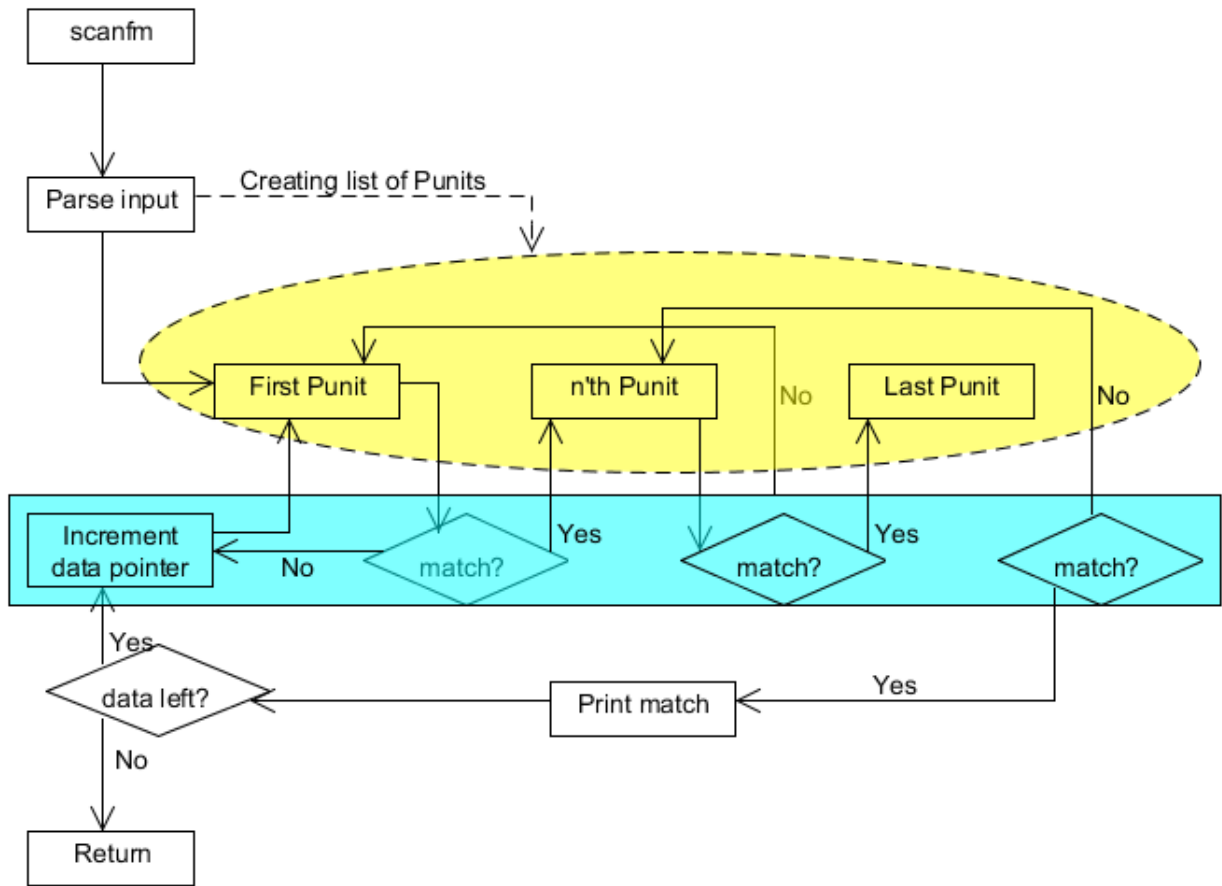 scanfm
Creating list of Punits
Parse input
First Punit
n'th Punit
No
Last Punit
No
Increment
data pointer
No
match?
Yes
match?
Yes
match?
Yes
data left?
Print match
Yes
No
Return